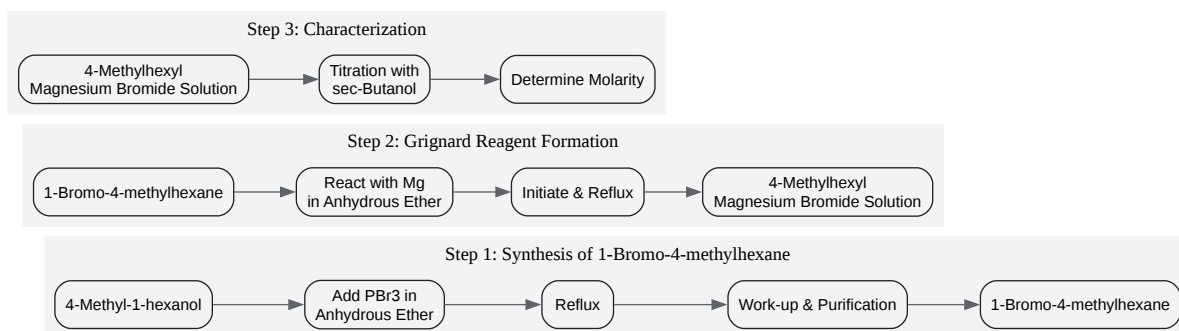 Step 3: Characterization
4-Methylhexyl
Magnesium Bromide Solution
Titration with
sec-Butanol
Determine Molarity
Step 2: Grignard Reagent Formation
1-Bromo-4-methylhexane
React with Mg
in Anhydrous Ether
Initiate & Reflux
4-Methylhexyl
Magnesium Bromide Solution
Step 1: Synthesis of 1-Bromo-4-methylhexane
4-Methyl-1-hexanol
Add PBr3 in
Anhydrous Ether
Reflux
Work-up & Purification
1-Bromo-4-methylhexane